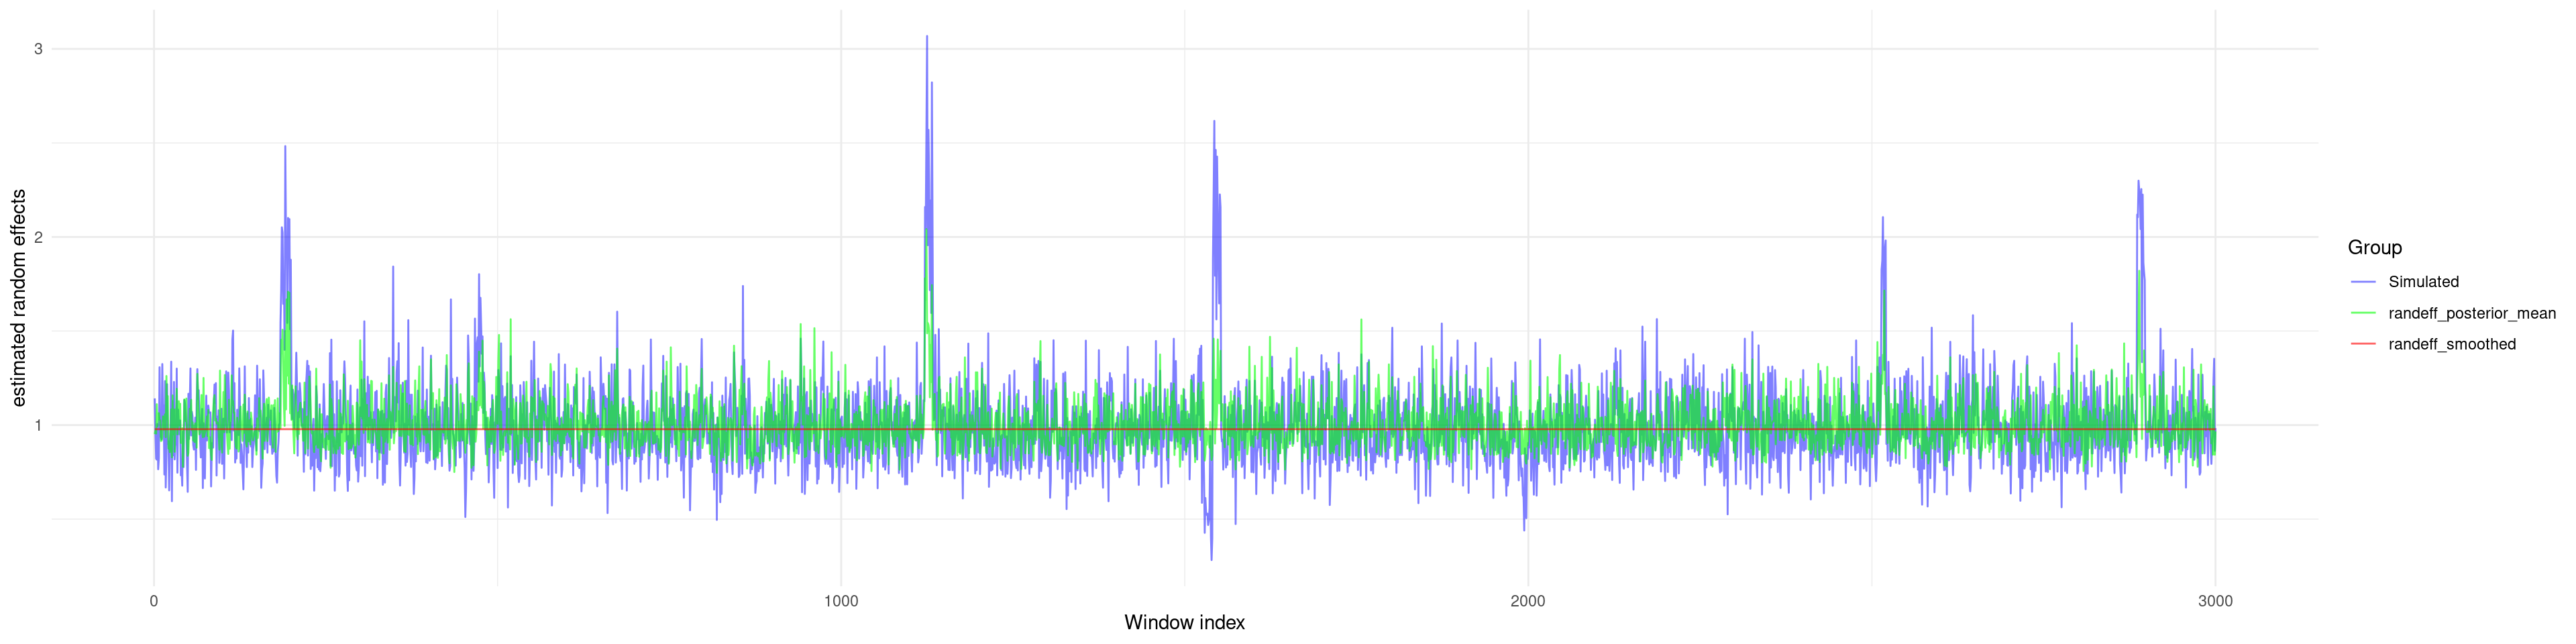 3
2
1
estimated random effects
0
1000
2000
3000
Window index
Group
Simulated
randeff_posterior_mean
randeff_smoothed